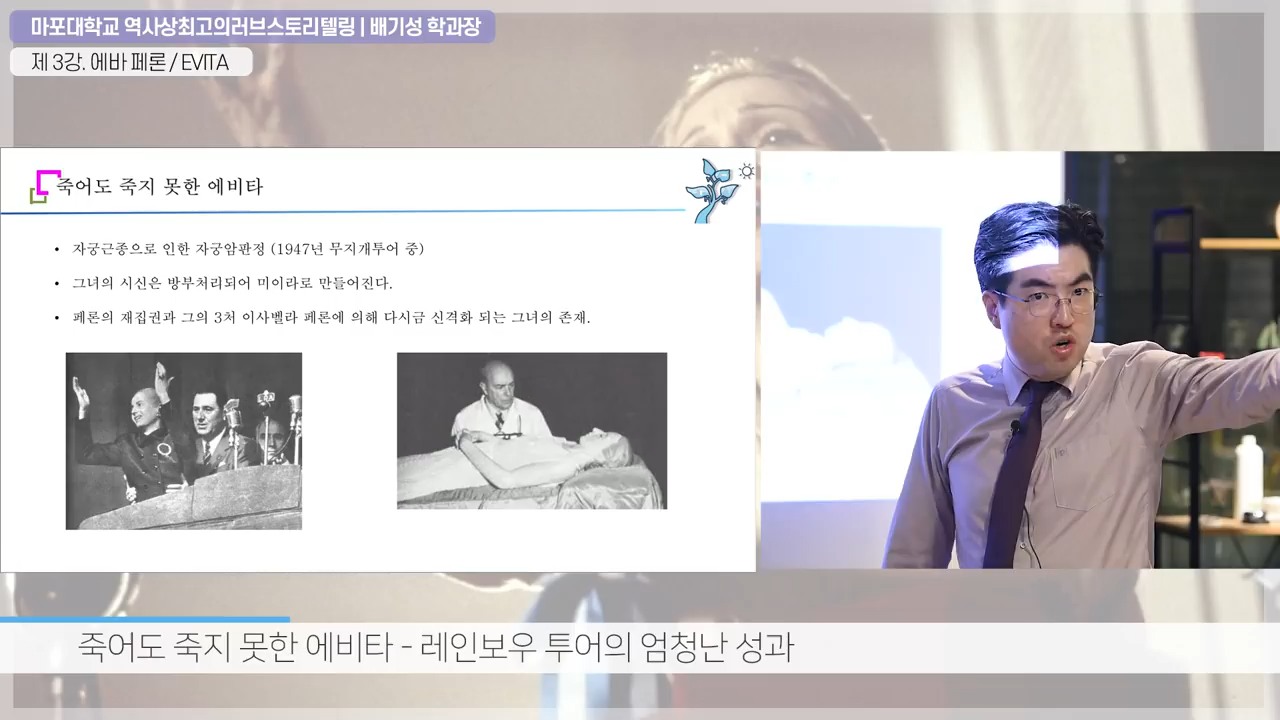 마포대학교 역사상최고의러브스토리텔링 | 배기성 학과장
제 3강. 에바 페론 / EVITA
죽어도 죽지 못한 에비타
• 자궁근종으로 인한 자궁암판정 (1947년 무지개투어 중)
• 그녀의 시신은 방부처리되어 미이라로 만들어진다.
• 페론의 재집권과 그의 3처 이사벨라 페론에 의해 다시금 신격화 되는 그녀의 존재.
죽어도 죽지 못한 에비타 - 레인보우 투어의 엄청난 성과